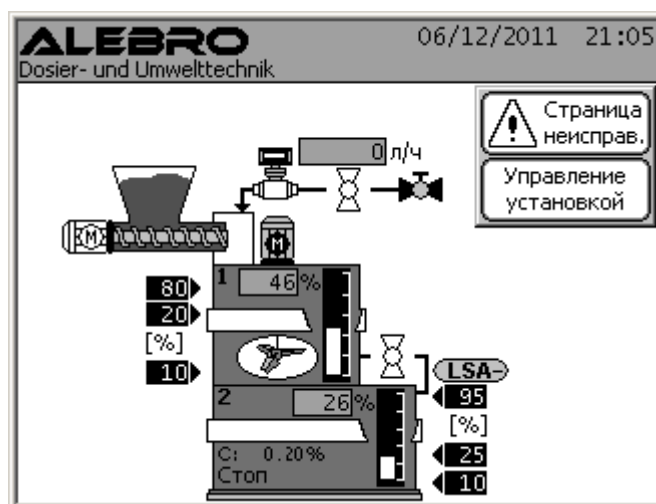 ALEBRO
06/12/2011 21:05
Dosier- und Umwelttechnik
Страница
неисправ.
0 л/ч
Управление
установкой
M
M
1 46%
80
20
[%]
10
LSA-
2 26%
95
[%]
C: 0.20%
25
Стоп
10